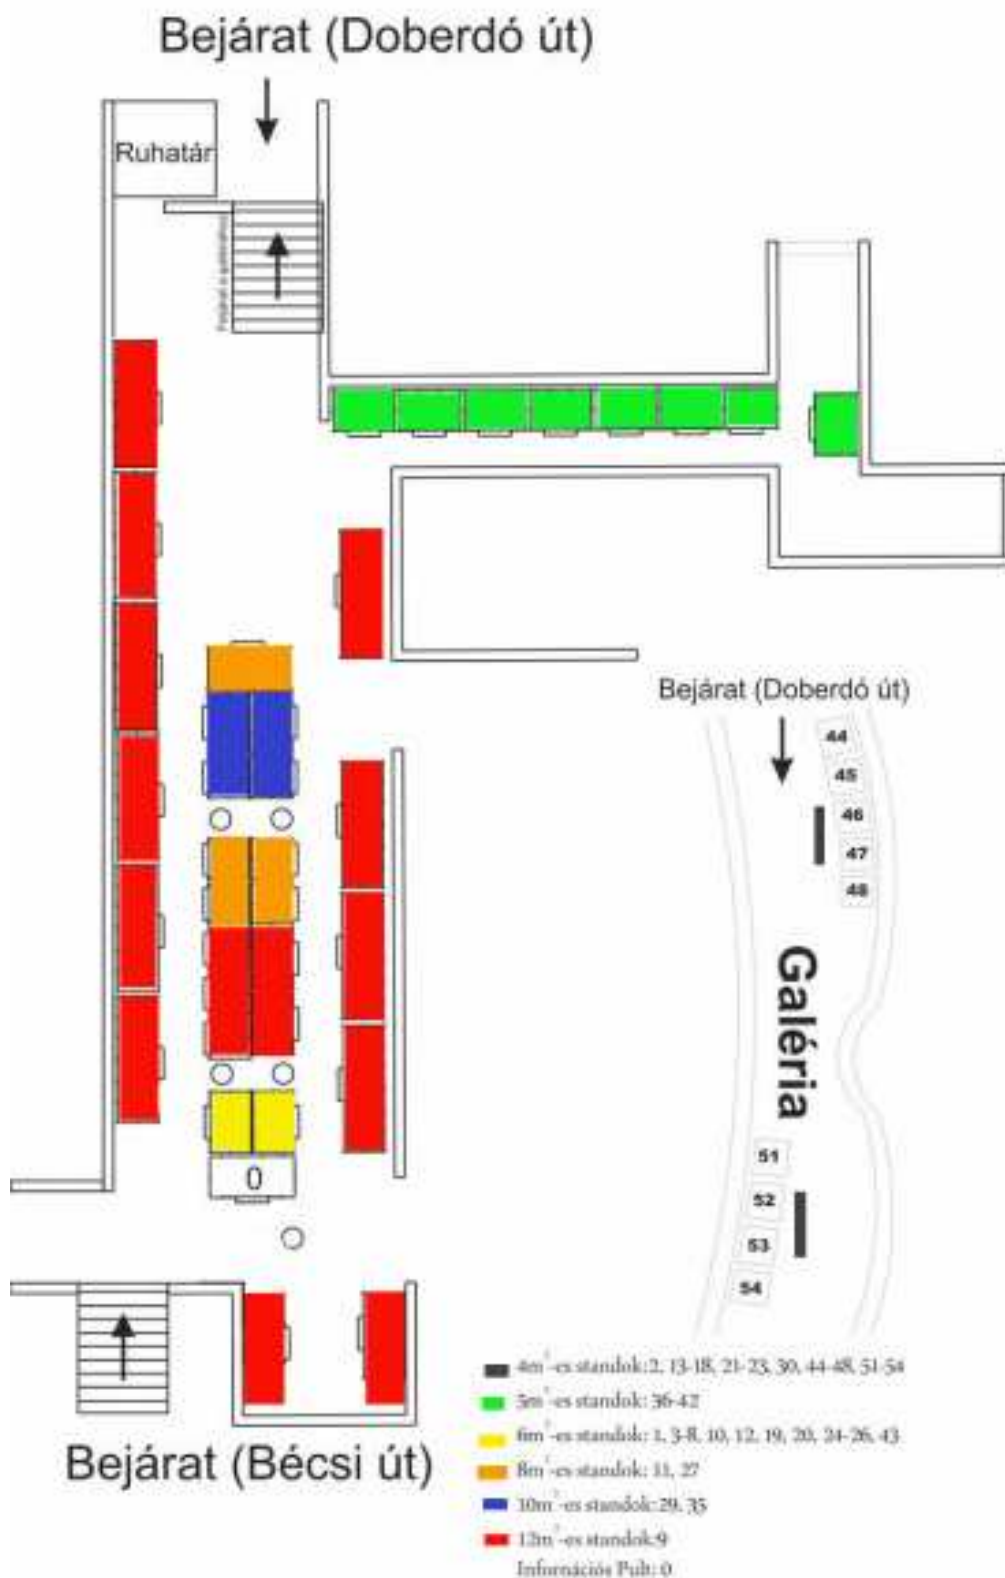 Bejárat (Doberdó út)
Ruhatár
Bejárat (Doberdó út)
44
45
46
47
48
Galéria
51
52
53
54
0
Bejárat (Bécsi út)
4m²-es standok:2, 13-18, 21-23, 30, 44-48, 51-54
5m²-es standok: 36-42
6m²-es standok: 1, 3-8, 10, 12, 19, 20, 24-26, 43
8m²-es standok: 11, 27
10m²-es standok:29, 35
12m²-es standok:9
Infornációs Pult: 0